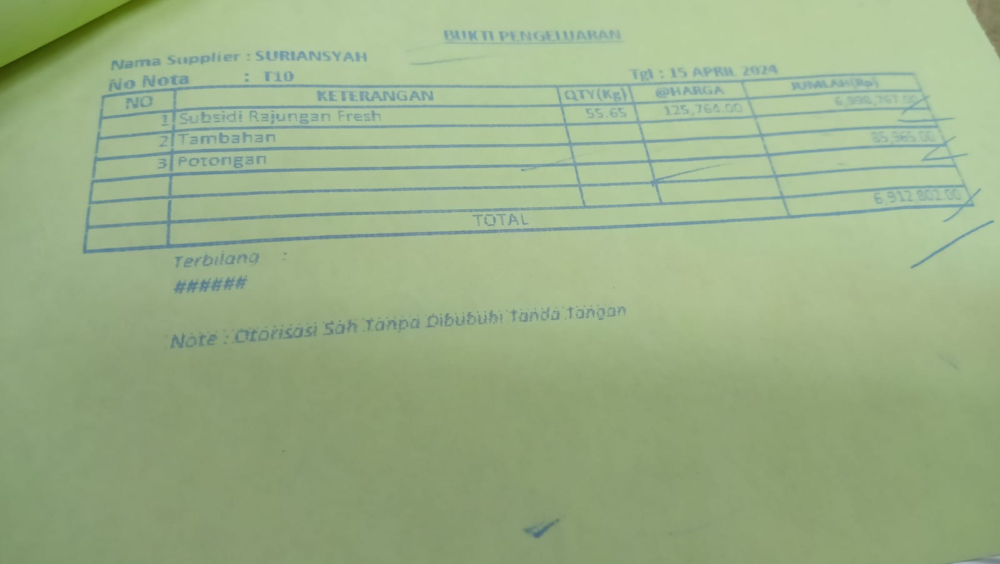 BUKTI PENGELUARAN
Nama Supplier : SURIANSYAH
No Nota : T10 Tgl : 15 APRIL 2024
NO KETERANGAN QTY(Kg) @HARGA JUMLAH(Rp)
1 Subsidi Rajungan Fresh 55.65 125,764.00 6,998,767.00
2 Tambahan
3 Potongan 85,965.00
TOTAL 6,912,802.00
Terbilang :
######
Note : Otorisasi Sah Tanpa Dibubuhi Tanda Tangan